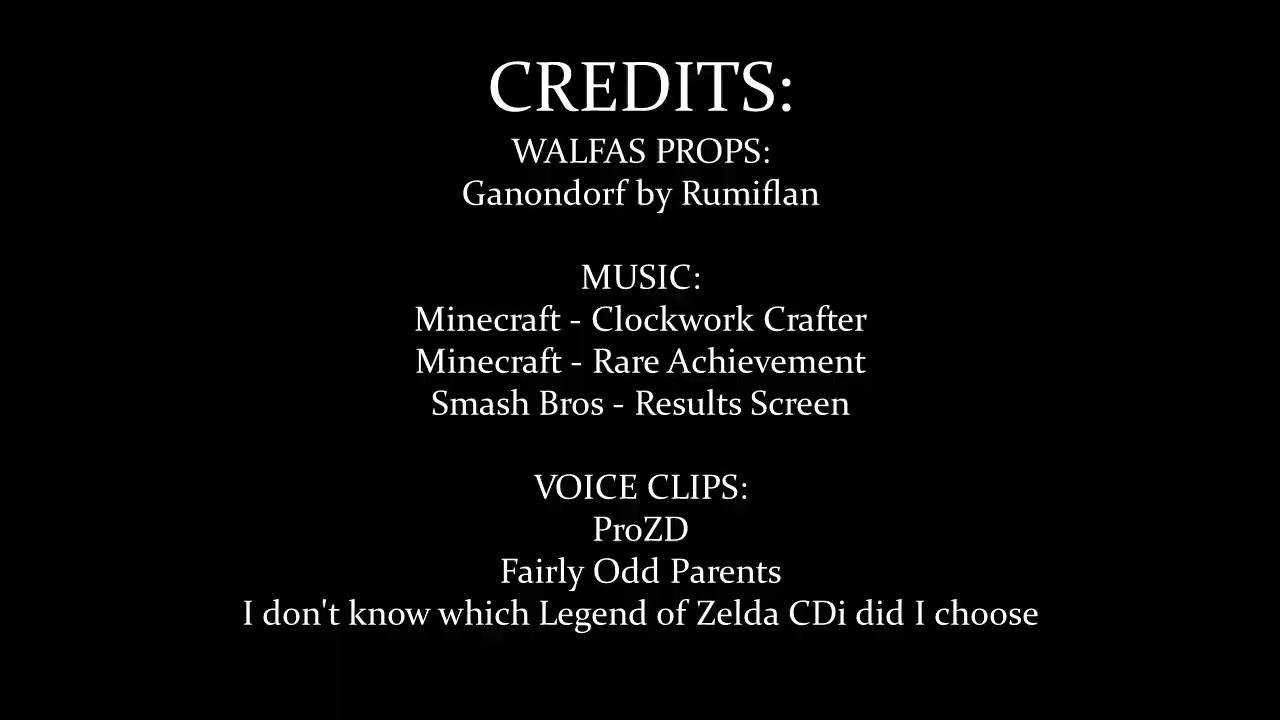 CREDITS:
WALFAS PROPS:
Ganondorf by Rumiflan
MUSIC:
Minecraft - Clockwork Crafter
Minecraft - Rare Achievement
Smash Bros - Results Screen
VOICE CLIPS:
ProZD
Fairly Odd Parents
I don't know which Legend of Zelda CDi did I choose